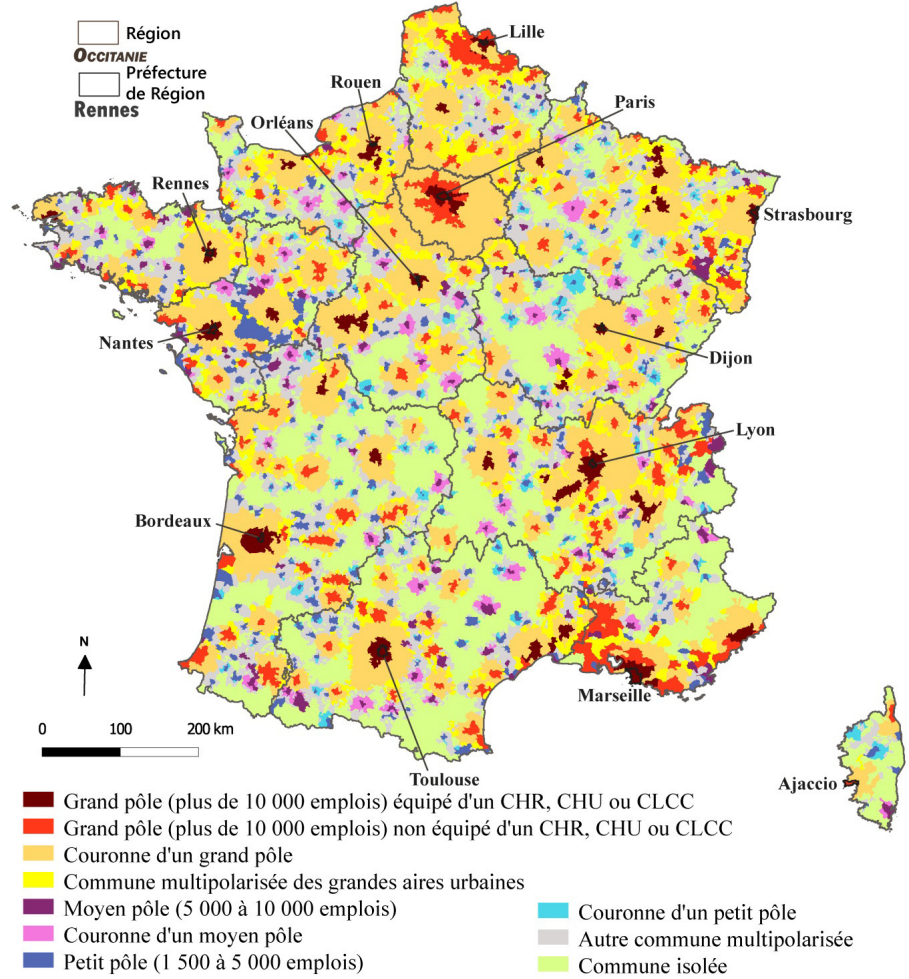 Région
OCCITANIE
Préfecture
de Région
Rennes
Lille
Rouen
Paris
Orléans
Rennes
Strasbourg
Nantes
Dijon
Lyon
Bordeaux
N
Marseille
0 100 200 km
Toulouse
Ajaccio
Grand pôle (plus de 10 000 emplois) équipé d'un CHR, CHU ou CLCC
Grand pôle (plus de 10 000 emplois) non équipé d'un CHR, CHU ou CLCC
Couronne d'un grand pôle
Commune multipolarisée des grandes aires urbaines
Moyen pôle (5 000 à 10 000 emplois)
Couronne d'un moyen pôle
Petit pôle (1 500 à 5 000 emplois)
Couronne d'un petit pôle
Autre commune multipolarisée
Commune isolée